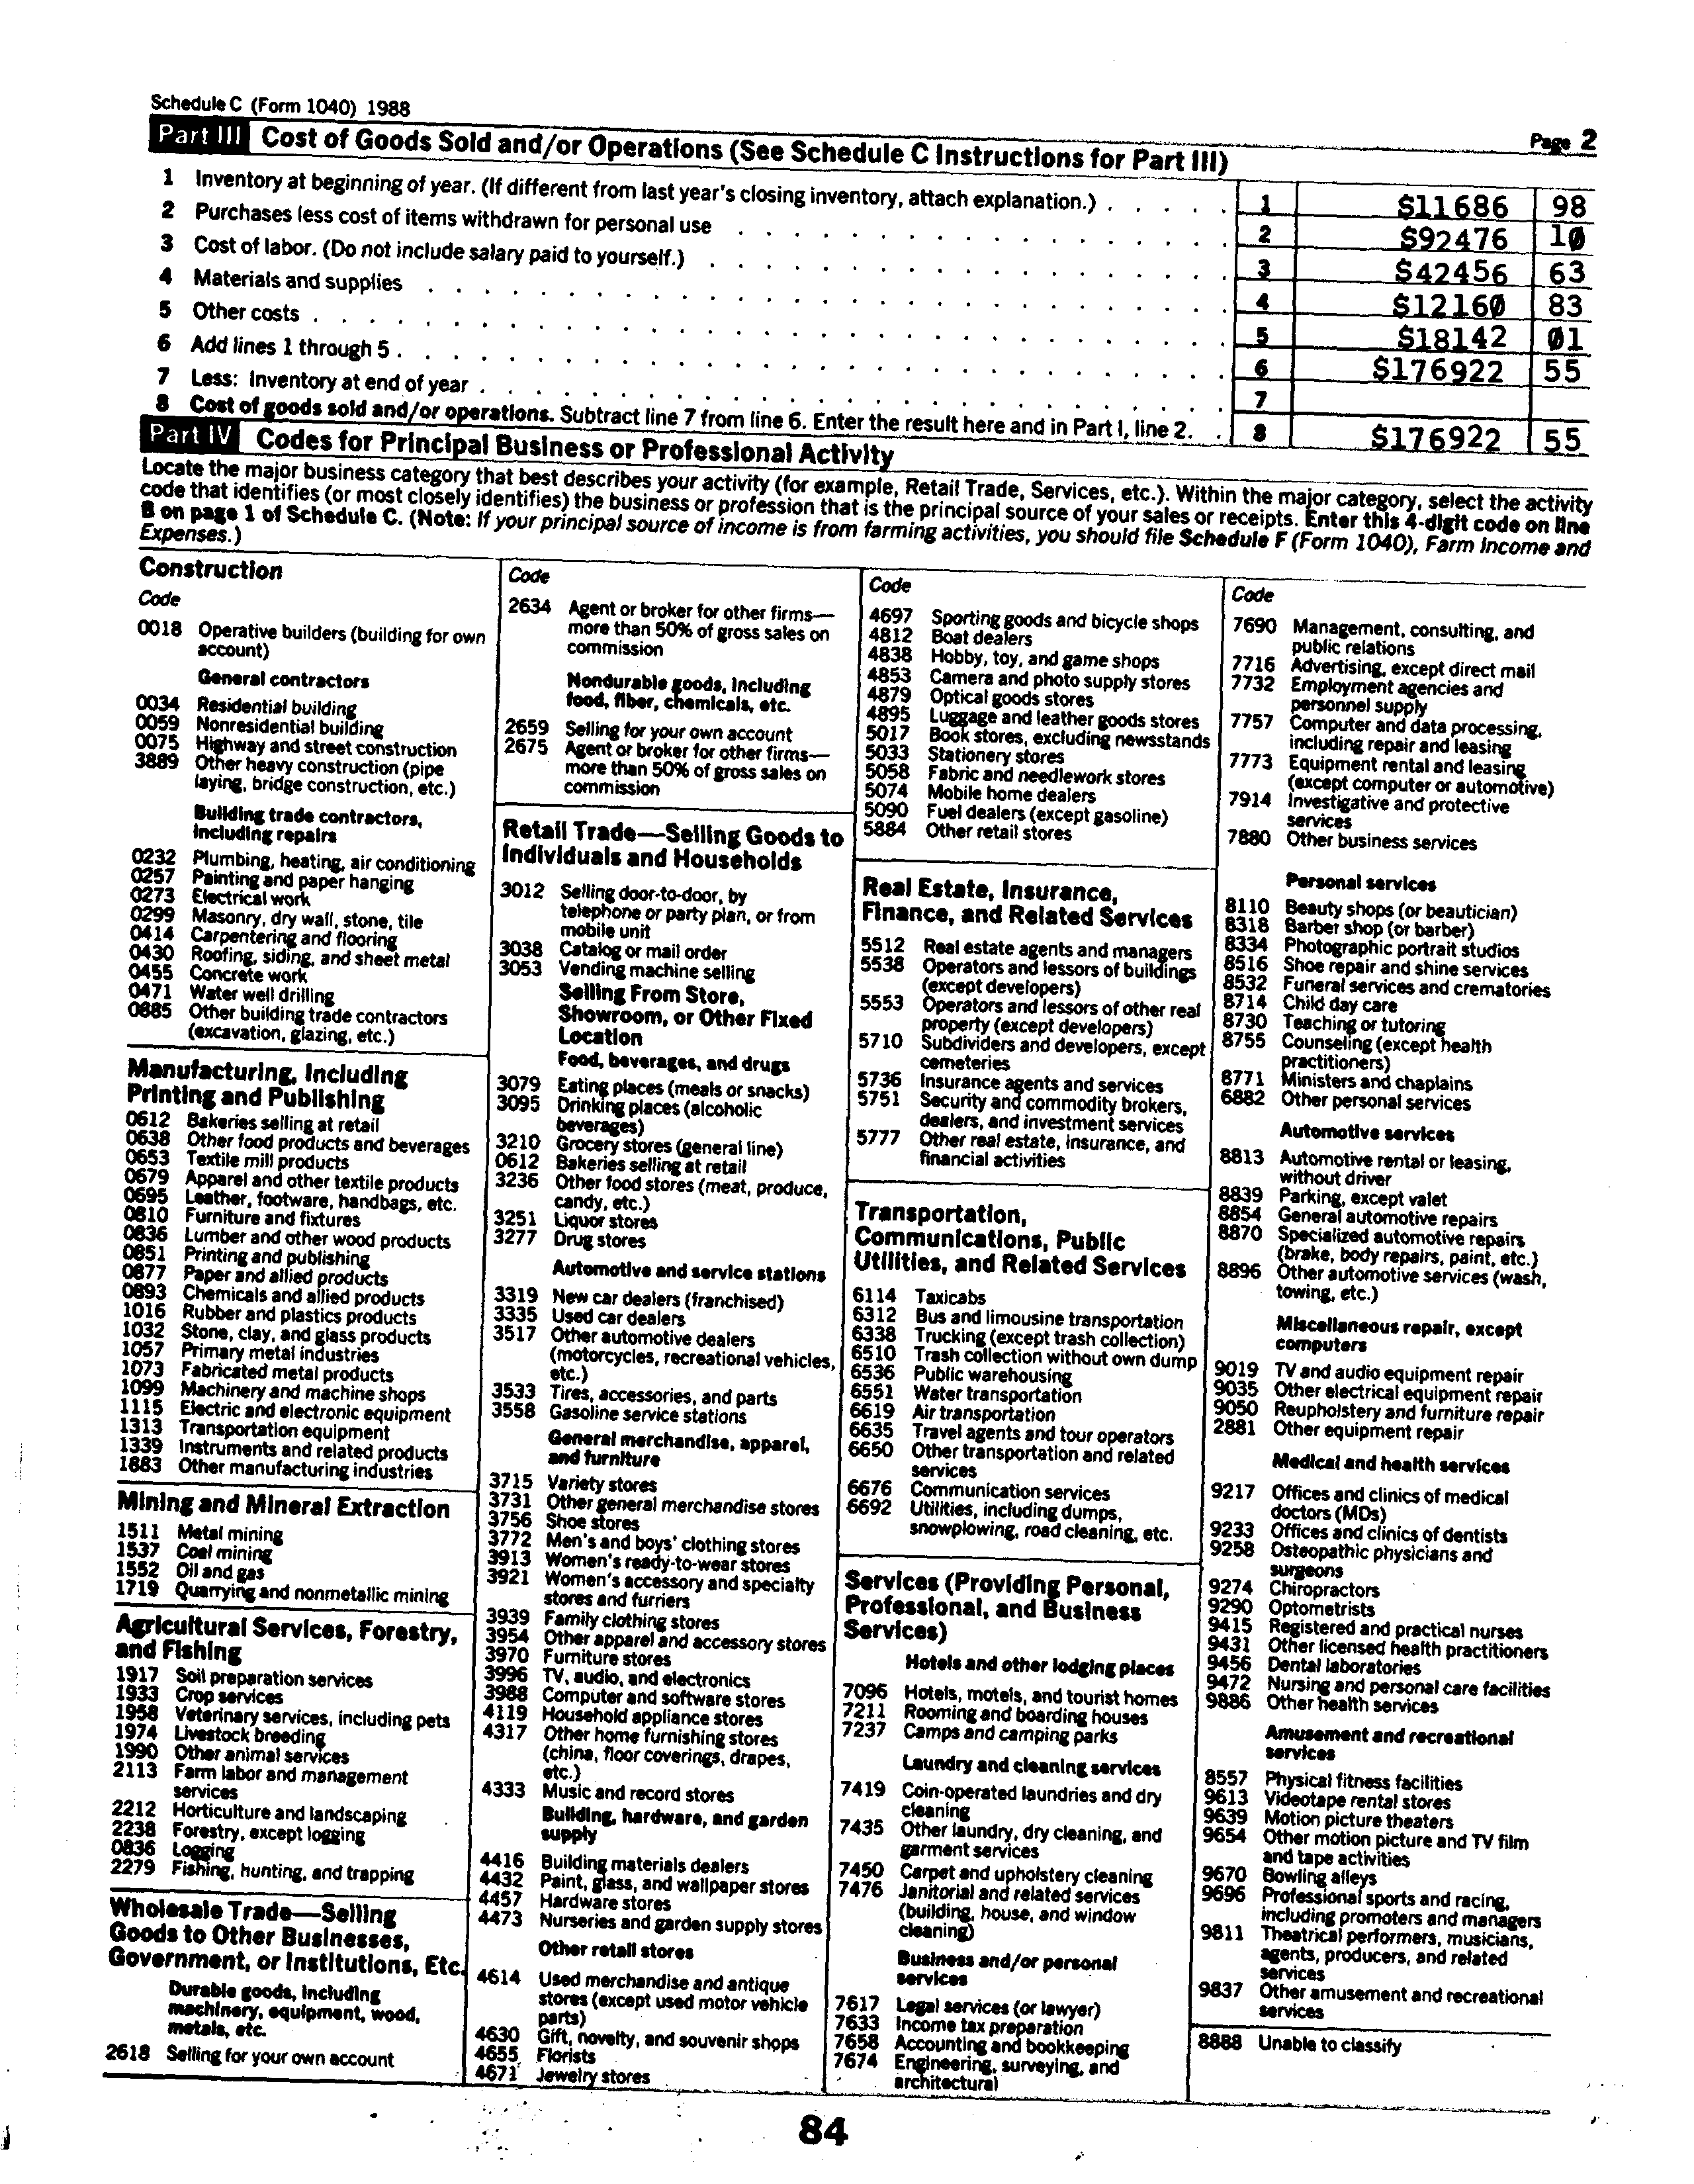 Schedule C (Form 1040) 1988
Page 2
Part III Cost of Goods Sold and/or Operations (See Schedule C Instructions for Part III)
1 Inventory at beginning of year. (If different from last year's closing inventory, attach explanation.) . . . . . 1 $11686 98
2 Purchases less cost of items withdrawn for personal use 2 $92476 10
3 Cost of labor. (Do not include salary paid to yourself.) 3 $42456 63
4 Materials and supplies 4 $12160 83
5 Other costs 5 $18142 01
6 Add lines 1 through 5 6 $176922 55
7 Less: Inventory at end of year 7
8 Cost of goods sold and/or operations. Subtract line 7 from line 6. Enter the result here and in Part I, line 2. . 8 $176922 55
Part IV Codes for Principal Business or Professional Activity
Locate the major business category that best describes your activity (for example, Retail Trade, Services, etc.). Within the major category, select the activity
code that identifies (or most closely identifies) the business or profession that is the principal source of your sales or receipts. Enter this 4-digit code on line
B on page 1 of Schedule C. (Note: If your principal source of income is from farming activities, you should file Schedule F (Form 1040), Farm Income and
Expenses.)
Construction
Code
0018 Operative builders (building for own
account)
General contractors
0034 Residential building
0059 Nonresidential building
0075 Highway and street construction
3889 Other heavy construction (pipe
laying, bridge construction, etc.)
Building trade contractors,
including repairs
0232 Plumbing, heating, air conditioning
0257 Painting and paper hanging
0273 Electrical work
0299 Masonry, dry wall, stone, tile
0414 Carpentering and flooring
0430 Roofing, siding, and sheet metal
0455 Concrete work
0471 Water well drilling
0885 Other building trade contractors
(excavation, glazing, etc.)
Manufacturing, Including
Printing and Publishing
0612 Bakeries selling at retail
0638 Other food products and beverages
0653 Textile mill products
0679 Apparel and other textile products
0695 Leather, footware, handbags, etc.
0810 Furniture and fixtures
0836 Lumber and other wood products
0851 Printing and publishing
0877 Paper and allied products
0893 Chemicals and allied products
1016 Rubber and plastics products
1032 Stone, clay, and glass products
1057 Primary metal industries
1073 Fabricated metal products
1099 Machinery and machine shops
1115 Electric and electronic equipment
1313 Transportation equipment
1339 Instruments and related products
1883 Other manufacturing industries
Mining and Mineral Extraction
1511 Metal mining
1537 Coal mining
1552 Oil and gas
1719 Quarrying and nonmetallic mining
Agricultural Services, Forestry,
and Fishing
1917 Soil preparation services
1933 Crop services
1958 Veterinary services, including pets
1974 Livestock breeding
1990 Other animal services
2113 Farm labor and management
services
2212 Horticulture and landscaping
2238 Forestry, except logging
0836 Logging
2279 Fishing, hunting, and trapping
Wholesale Trade—Selling
Goods to Other Businesses,
Government, or Institutions, Etc.
Durable goods, including
machinery, equipment, wood,
metals, etc.
2618 Selling for your own account
Code
2634 Agent or broker for other firms—
more than 50% of gross sales on
commission
Nondurable goods, including
food, fiber, chemicals, etc.
2659 Selling for your own account
2675 Agent or broker for other firms—
more than 50% of gross sales on
commission
Retail Trade—Selling Goods to
Individuals and Households
3012 Selling door-to-door, by
telephone or party plan, or from
mobile unit
3038 Catalog or mail order
3053 Vending machine selling
Selling From Store,
Showroom, or Other Fixed
Location
Food, beverages, and drugs
3079 Eating places (meals or snacks)
3095 Drinking places (alcoholic
beverages)
3210 Grocery stores (general line)
0612 Bakeries selling at retail
3236 Other food stores (meat, produce,
candy, etc.)
3251 Liquor stores
3277 Drug stores
Automotive and service stations
3319 New car dealers (franchised)
3335 Used car dealers
3517 Other automotive dealers
(motorcycles, recreational vehicles,
etc.)
3533 Tires, accessories, and parts
3558 Gasoline service stations
General merchandise, apparel,
and furniture
3715 Variety stores
3731 Other general merchandise stores
3756 Shoe stores
3772 Men's and boys' clothing stores
3913 Women's ready-to-wear stores
3921 Women's accessory and specialty
stores and furriers
3939 Family clothing stores
3954 Other apparel and accessory stores
3970 Furniture stores
3996 TV, audio, and electronics
3988 Computer and software stores
4119 Household appliance stores
4317 Other home furnishing stores
(china, floor coverings, drapes,
etc.)
4333 Music and record stores
Building, hardware, and garden
supply
4416 Building materials dealers
4432 Paint, glass, and wallpaper stores
4457 Hardware stores
4473 Nurseries and garden supply stores
Other retail stores
4614 Used merchandise and antique
stores (except used motor vehicle
parts)
4630 Gift, novelty, and souvenir shops
4655 Florists
4671 Jewelry stores
Code
4697 Sporting goods and bicycle shops
4812 Boat dealers
4838 Hobby, toy, and game shops
4853 Camera and photo supply stores
4879 Optical goods stores
4895 Luggage and leather goods stores
5017 Book stores, excluding newsstands
5033 Stationery stores
5058 Fabric and needlework stores
5074 Mobile home dealers
5090 Fuel dealers (except gasoline)
5884 Other retail stores
Real Estate, Insurance,
Finance, and Related Services
5512 Real estate agents and managers
5538 Operators and lessors of buildings
(except developers)
5553 Operators and lessors of other real
property (except developers)
5710 Subdividers and developers, except
cemeteries
5736 Insurance agents and services
5751 Security and commodity brokers,
dealers, and investment services
5777 Other real estate, insurance, and
financial activities
Transportation,
Communications, Public
Utilities, and Related Services
6114 Taxicabs
6312 Bus and limousine transportation
6338 Trucking (except trash collection)
6510 Trash collection without own dump
6536 Public warehousing
6551 Water transportation
6619 Air transportation
6635 Travel agents and tour operators
6650 Other transportation and related
services
6676 Communication services
6692 Utilities, including dumps,
snowplowing, road cleaning, etc.
Services (Providing Personal,
Professional, and Business
Services)
Hotels and other lodging places
7096 Hotels, motels, and tourist homes
7211 Rooming and boarding houses
7237 Camps and camping parks
Laundry and cleaning services
7419 Coin-operated laundries and dry
cleaning
7435 Other laundry, dry cleaning, and
garment services
7450 Carpet and upholstery cleaning
7476 Janitorial and related services
(building, house, and window
cleaning)
Business and/or personal
services
7617 Legal services (or lawyer)
7633 Income tax preparation
7658 Accounting and bookkeeping
7674 Engineering, surveying, and
architectural
Code
7690 Management, consulting, and
public relations
7716 Advertising, except direct mail
7732 Employment agencies and
personnel supply
7757 Computer and data processing,
including repair and leasing
7773 Equipment rental and leasing
(except computer or automotive)
7914 Investigative and protective
services
7880 Other business services
Personal services
8110 Beauty shops (or beautician)
8318 Barber shop (or barber)
8334 Photographic portrait studios
8516 Shoe repair and shine services
8532 Funeral services and crematories
8714 Child day care
8730 Teaching or tutoring
8755 Counseling (except health
practitioners)
8771 Ministers and chaplains
6882 Other personal services
Automotive services
8813 Automotive rental or leasing,
without driver
8839 Parking, except valet
8854 General automotive repairs
8870 Specialized automotive repairs
(brake, body repairs, paint, etc.)
8896 Other automotive services (wash,
towing, etc.)
Miscellaneous repair, except
computers
9019 TV and audio equipment repair
9035 Other electrical equipment repair
9050 Reupholstery and furniture repair
2881 Other equipment repair
Medical and health services
9217 Offices and clinics of medical
doctors (MDs)
9233 Offices and clinics of dentists
9258 Osteopathic physicians and
surgeons
9274 Chiropractors
9290 Optometrists
9415 Registered and practical nurses
9431 Other licensed health practitioners
9456 Dental laboratories
9472 Nursing and personal care facilities
9886 Other health services
Amusement and recreational
services
8557 Physical fitness facilities
9613 Videotape rental stores
9639 Motion picture theaters
9654 Other motion picture and TV film
and tape activities
9670 Bowling alleys
9696 Professional sports and racing,
including promoters and managers
9811 Theatrical performers, musicians,
agents, producers, and related
services
9837 Other amusement and recreational
services
8888 Unable to classify
84